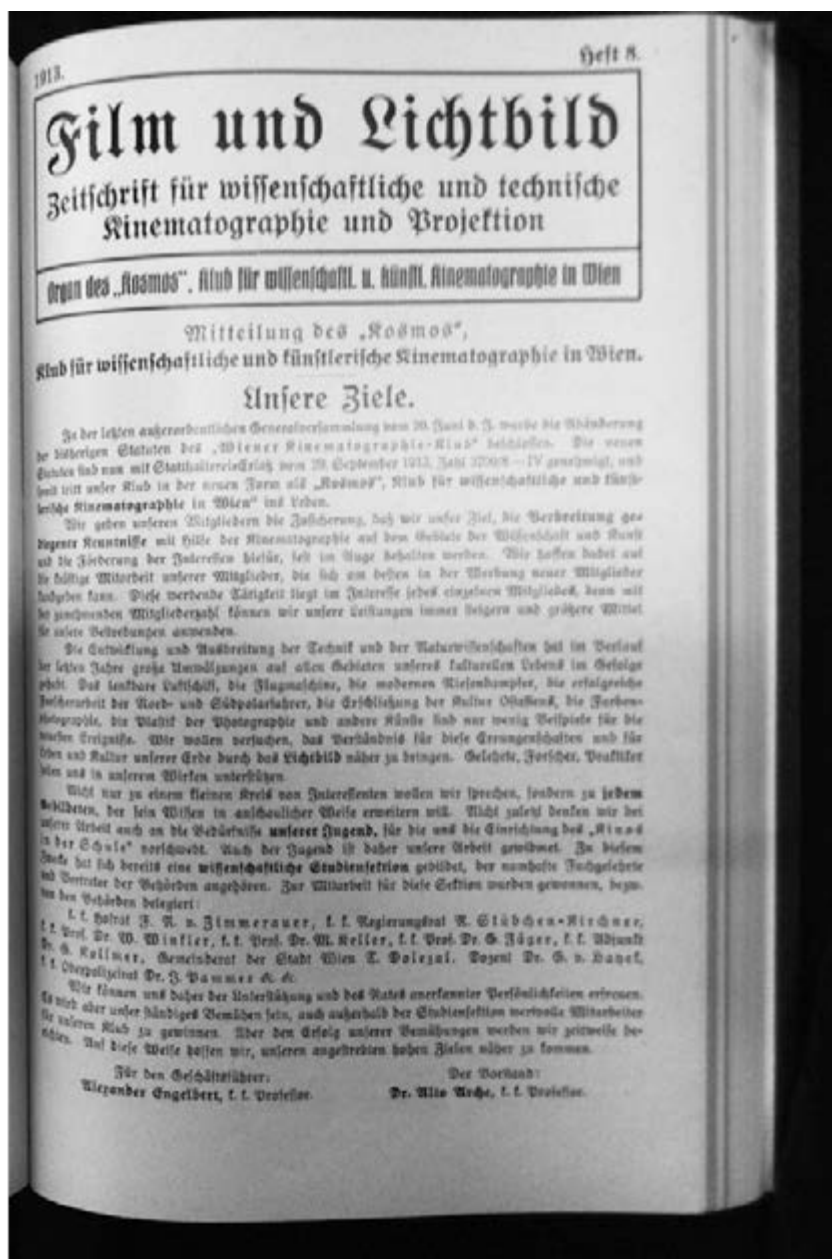 1913.
Heft 8.
Film und Lichtbild
Zeitschrift für wissenschaftliche und technische
Kinematographie und Projektion
Organ des „Kosmos“, Klub für wissenschaftl. u. künstl. Kinematographie in Wien
Mitteilung des „Kosmos“,
Klub für wissenschaftliche und künstlerische Kinematographie in Wien.
Unsere Ziele.
In der letzten außerordentlichen Generalversammlung vom 20. Juni d. J. wurde die Abänderung
der bisherigen Statuten des „Wiener Kinematographie-Klub“ beschlossen. Die neuen
Statuten sind nun mit Statthaltereierlaß vom 29. September 1913, Zahl IV genehmigt, und
somit tritt unser Klub in der neuen Form als „Kosmos“, Klub für wissenschaftliche und künst-
lerische Kinematographie in Wien“ ins Leben.
Wir geben unseren Mitgliedern die Zusicherung, daß wir unser Ziel, die Verbreitung ge-
diegener Kenntnisse mit Hilfe der Kinematographie auf dem Gebiete der Wissenschaft und Kunst
und die Förderung der Interessen hiefür, fest im Auge behalten werden. Wir hoffen dabei auf
die kräftige Mitarbeit unserer Mitglieder, die sich am besten in der Werbung neuer Mitglieder
kundgeben kann. Diese werbende Tätigkeit liegt im Interesse jedes einzelnen Mitgliedes, denn mit
der zunehmenden Mitgliederzahl können wir unsere Leistungen immer steigern und größere Mittel
für unsere Bestrebungen anwenden.
Die Entwicklung und Ausbreitung der Technik und der Naturwissenschaften hat im Verlauf
der letzten Jahre große Umwälzungen auf allen Gebieten unseres kulturellen Lebens im Gefolge
gehabt. Das lenkbare Luftschiff, die Flugmaschine, die modernen Riesendampfer, die erfolgreiche
Forscherarbeit der Nord- und Südpolarfahrer, die Erschließung der Kultur Ostasiens, die Farben-
photographie, die Plastik der Photographie und andere Künste sind nur wenig Beispiele für die
neuesten Ereignisse. Wir wollen versuchen, das Verständnis für diese Errungenschaften und für
Leben und Kultur unserer Erde durch das Lichtbild näher zu bringen. Gelehrte, Forscher, Praktiker
sollen uns in unserem Wirken unterstützen.
Nicht nur zu einem kleinen Kreis von Interessenten wollen wir sprechen, sondern zu jedem
Gebildeten, der sein Wissen in anschaulicher Weise erweitern will. Nicht zuletzt denken wir bei
unserer Arbeit auch an die Bedürfnisse unserer Jugend, für die uns die Einrichtung des „Kinos
in der Schule“ vorschwebt. Auch der Jugend ist daher unsere Arbeit gewidmet. Zu diesem
Zwecke hat sich bereits eine wissenschaftliche Studiensektion gebildet, der namhafte Fachgelehrte
und Vertreter der Behörden angehören. Zur Mitarbeit für diese Sektion wurden gewonnen, bezw.
von den Behörden delegiert:
k. k. Hofrat J. R. v. Zimmerauer, k. k. Regierungsrat R. Stübchen-Kirchner,
k. k. Prof. Dr. W. Winkler, k. k. Prof. Dr. M. Keller, k. k. Prof. Dr. G. Jäger, k. k. Adjunkt
Dr. G. Kollmer, Gemeinderat der Stadt Wien T. Dolezal, Dozent Dr. G. v. Hayek,
k. k. Oberpolizeirat Dr. J. Pammer &. &.
Wir können uns daher der Unterstützung und des Rates anerkannter Persönlichkeiten erfreuen.
Es wird aber unser ständiges Bemühen sein, auch außerhalb der Studiensektion wertvolle Mitarbeiter
für unseren Klub zu gewinnen. Über den Erfolg unserer Bemühungen werden wir zeitweise be-
richten. Auf diese Weise hoffen wir, unseren angestrebten hohen Zielen näher zu kommen.
Für den Geschäftsführer:
Alexander Engelbert, k. k. Professor.
Der Vorstand:
Dr. Alto Arche, k. k. Professor.